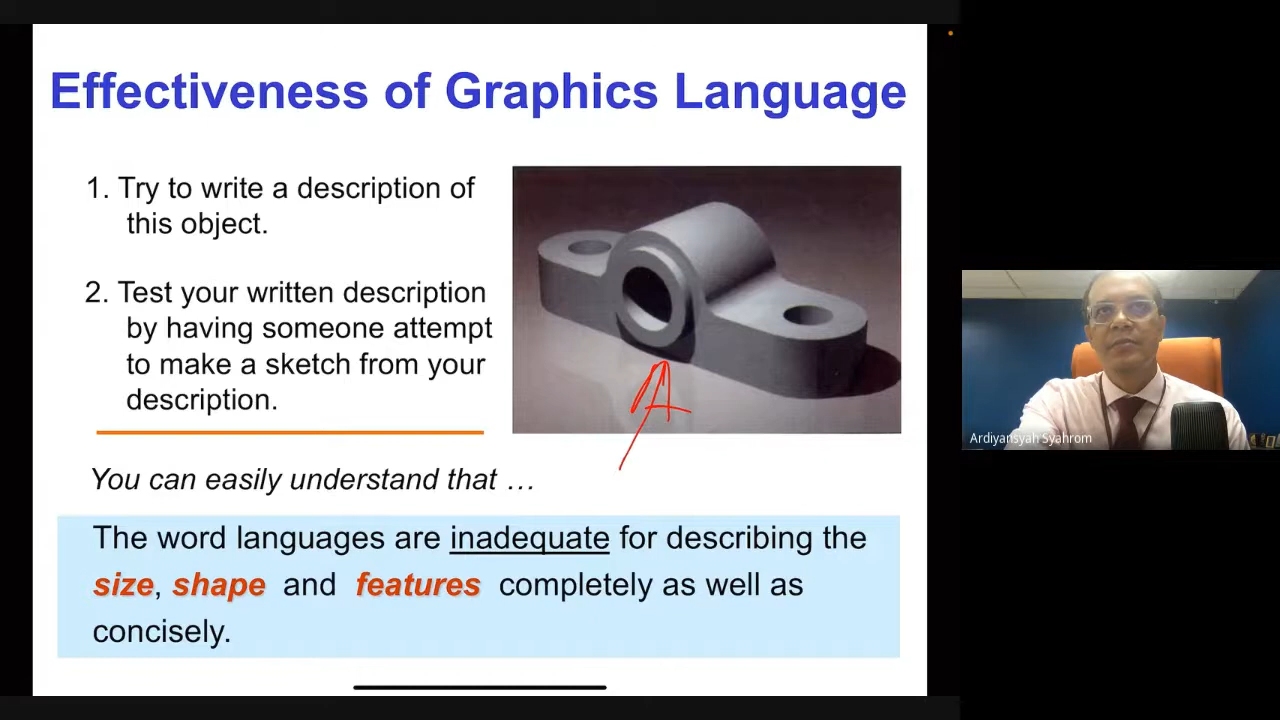 Effectiveness of Graphics Language
1. Try to write a description of
this object.
2. Test your written description
by having someone attempt
to make a sketch from your
description.
You can easily understand that …
The word languages are inadequate for describing the
size, shape and features completely as well as
concisely.
Ardiyansyah Syahrom